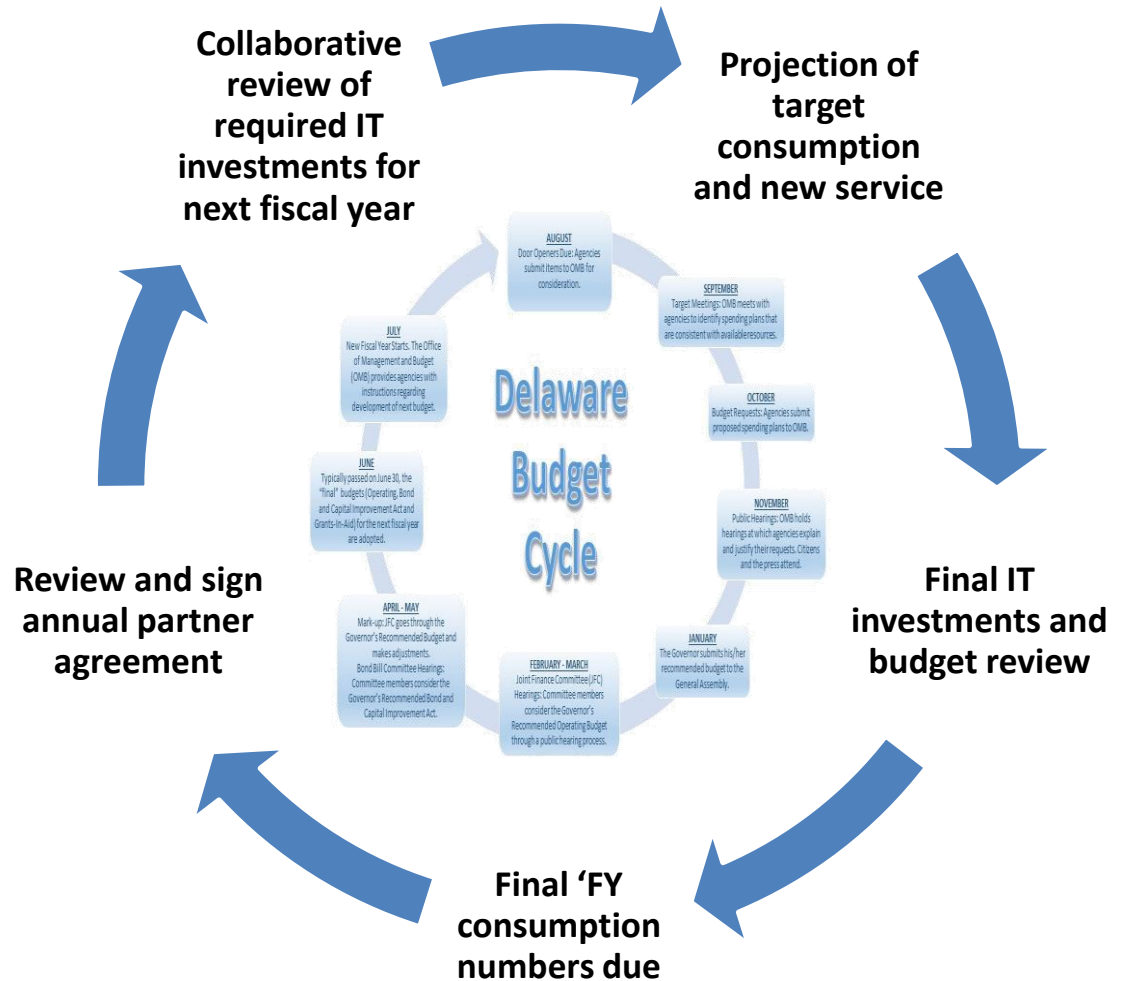 Collaborative
review of
required IT
investments for
next fiscal year
Projection of
target
consumption
and new service
Final IT
investments and
budget review
Final ‘FY
consumption
numbers due
Review and sign
annual partner
agreement
Delaware
Budget
Cycle
AUGUST
Door Openers Due: Agencies
submit items to OMB for
consideration.
SEPTEMBER
Target Meetings: OMB meets with
agencies to identify spending plans that
are consistent with available resources.
OCTOBER
Budget Requests: Agencies submit
proposed spending plans to OMB.
NOVEMBER
Public Hearings: OMB holds
hearings at which agencies explain
and justify their requests. Citizens
and the press attend.
JANUARY
The Governor submits his/her
recommended budget to the
General Assembly.
FEBRUARY - MARCH
Joint Finance Committee (JFC)
Hearings: Committee members
consider the Governor's
Recommended Operating Budget
through a public hearing process.
APRIL - MAY
Mark-up: JFC goes through the
Governor's Recommended Budget and
makes adjustments.
Bond Bill Committee Hearings:
Committee members consider the
Governor's Recommended Bond and
Capital Improvement Act.
JUNE
Typically passed on June 30, the
"final" budgets (Operating, Bond
and Capital Improvement Act and
Grants-In-Aid) for the next fiscal year
are adopted.
JULY
New Fiscal Year Starts. The Office
of Management and Budget
(OMB) provides agencies with
instructions regarding
development of next budget.